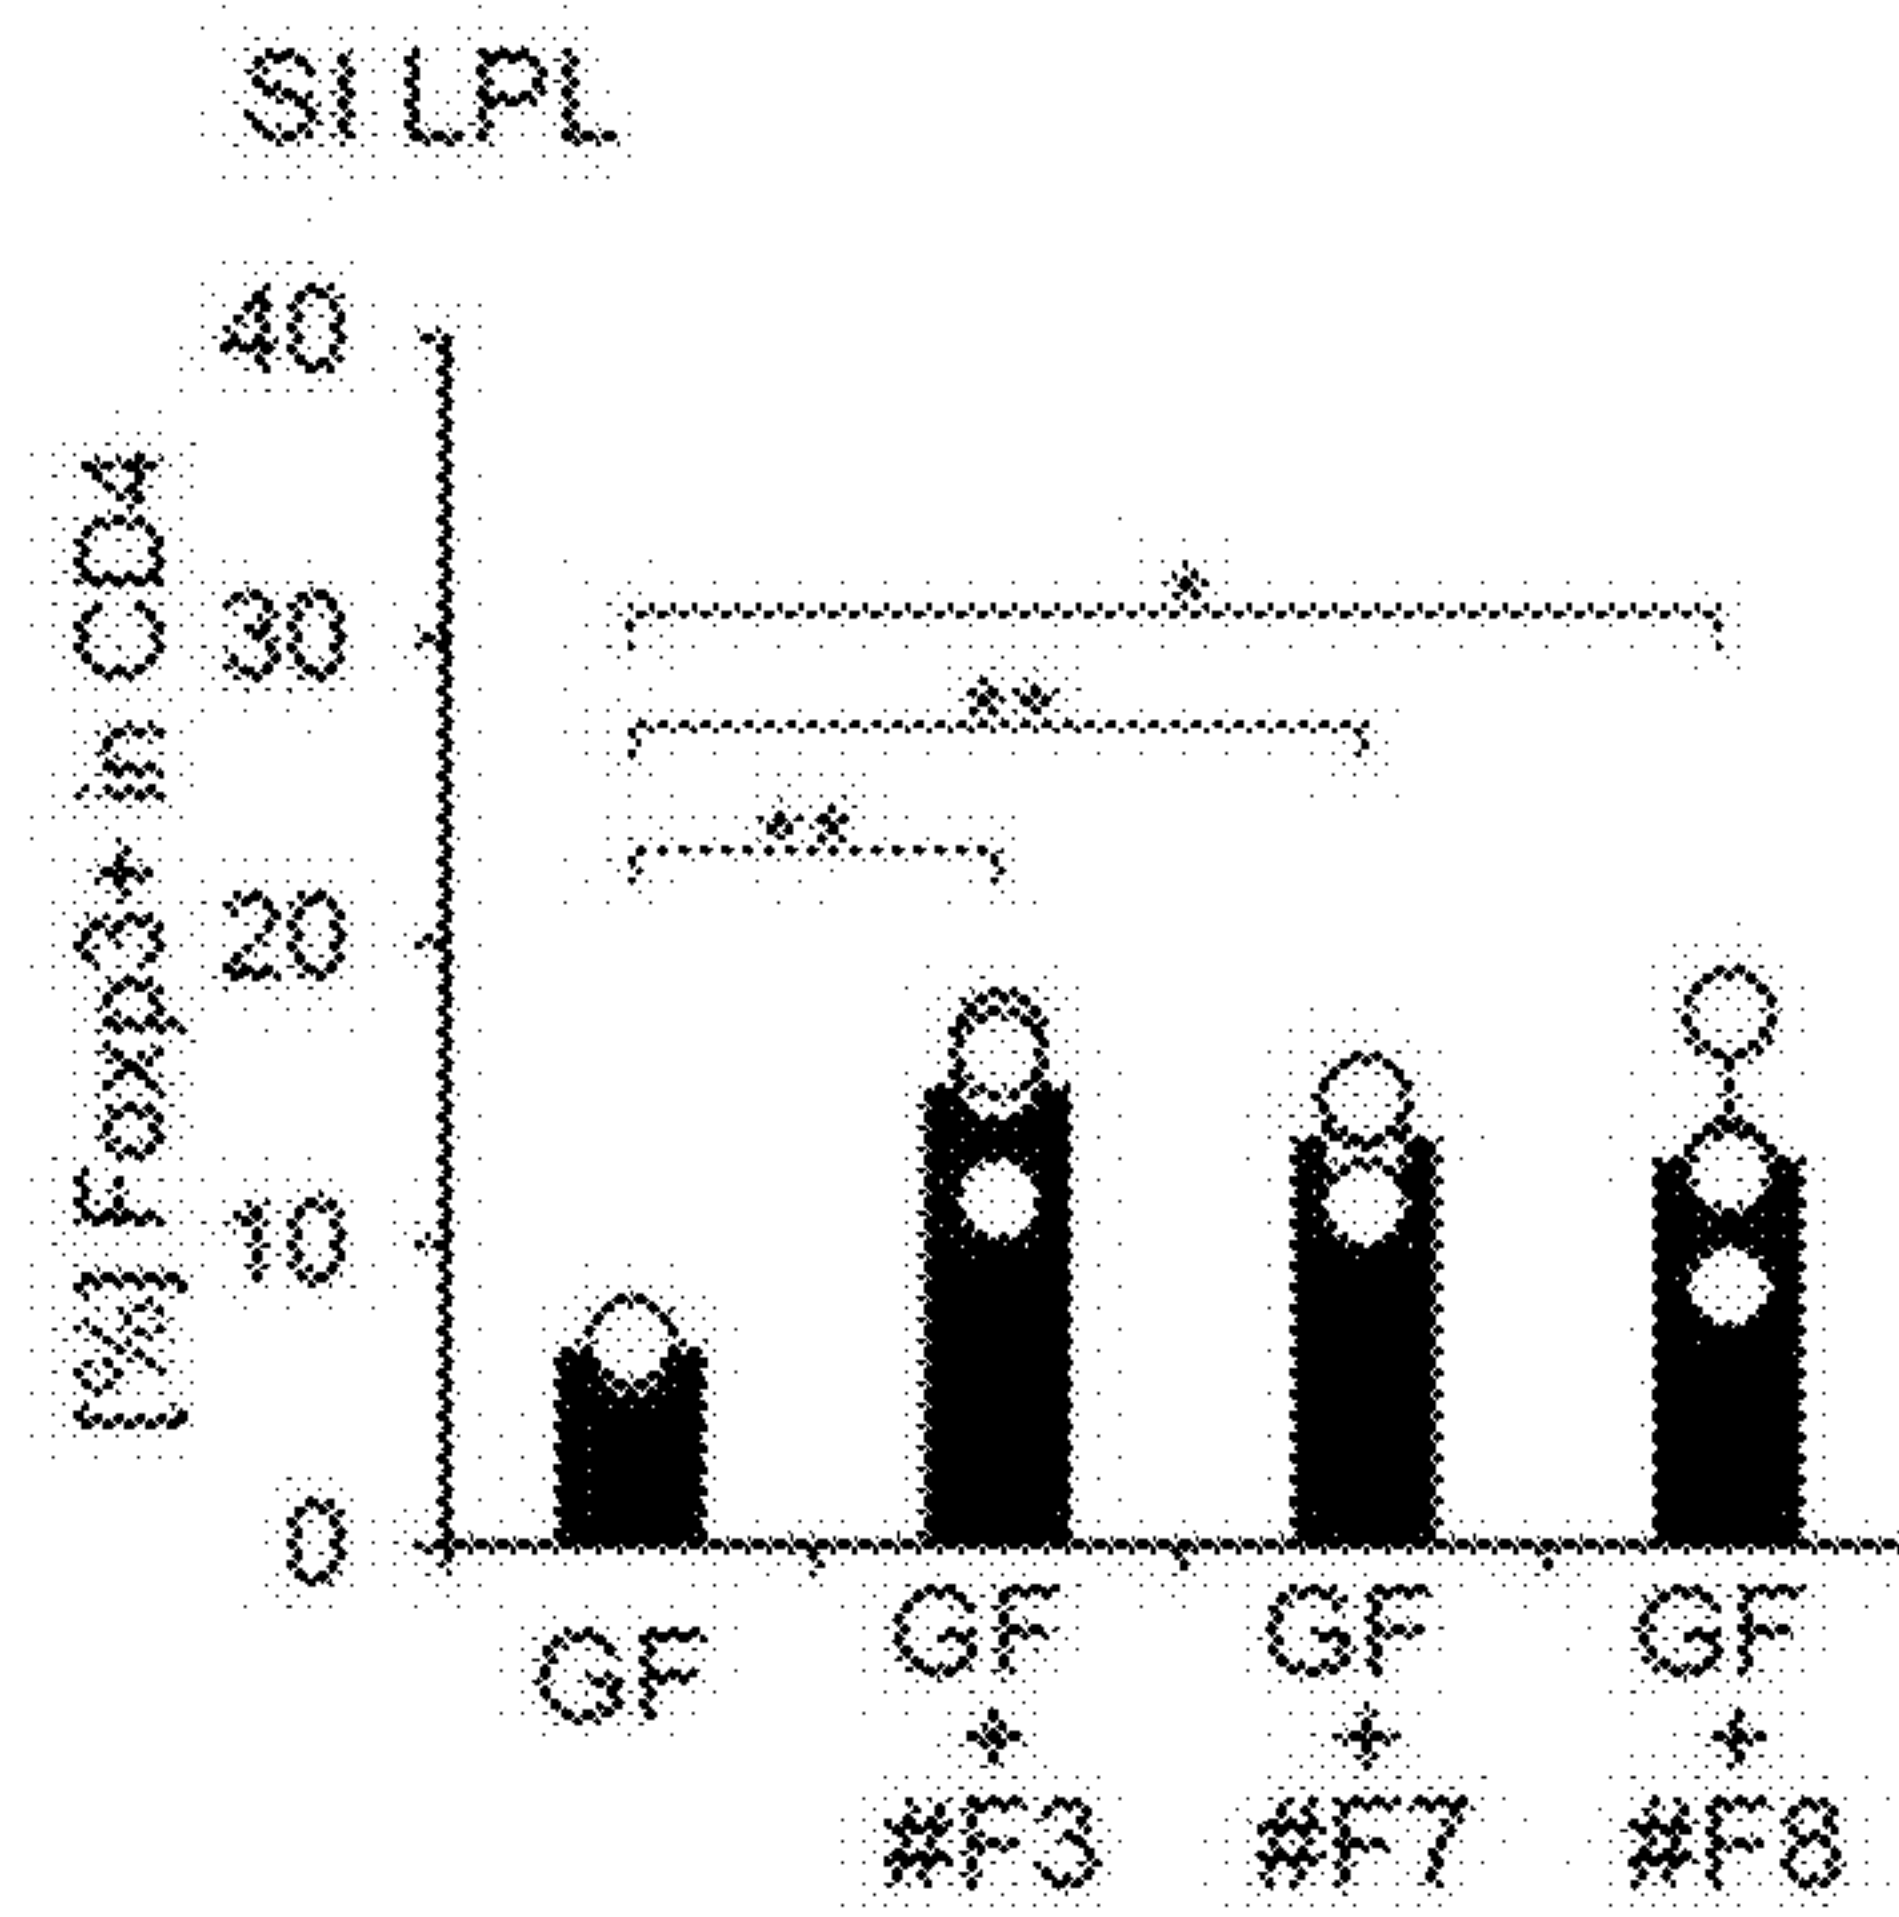 SI LPL
[%] Foxp3+ in CD4
40
30
20
10
0
*
**
**
GF
GF
+
#F3
GF
+
#F7
GF
+
#F8